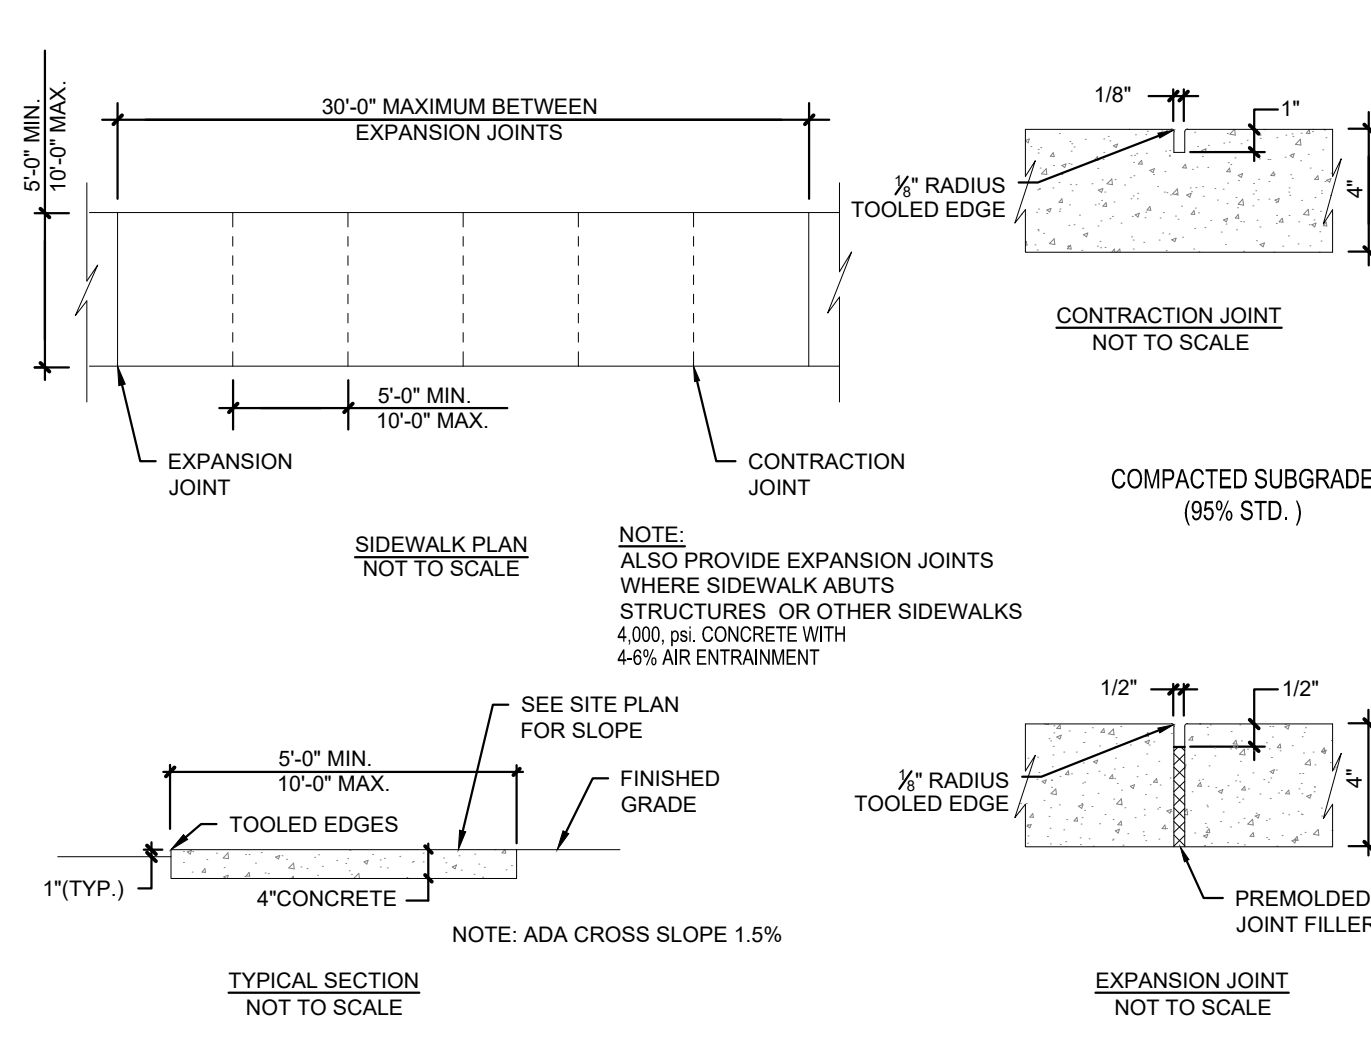 5'-0" MIN.
10'-0" MAX.
30'-0" MAXIMUM BETWEEN
EXPANSION JOINTS
5'-0" MIN.
10'-0" MAX.
EXPANSION
JOINT
CONTRACTION
JOINT
SIDEWALK PLAN
NOT TO SCALE
1/8"
1"
4"
⅛" RADIUS
TOOLED EDGE
CONTRACTION JOINT
NOT TO SCALE
COMPACTED SUBGRADE
(95% STD. )
NOTE:
ALSO PROVIDE EXPANSION JOINTS
WHERE SIDEWALK ABUTS
STRUCTURES  OR OTHER SIDEWALKS
4,000, psi. CONCRETE WITH
4-6% AIR ENTRAINMENT
SEE SITE PLAN
FOR SLOPE
5'-0" MIN.
10'-0" MAX.
FINISHED
GRADE
TOOLED EDGES
1"(TYP.)
4"CONCRETE
NOTE: ADA CROSS SLOPE 1.5%
TYPICAL SECTION
NOT TO SCALE
1/2"
1/2"
4"
⅛" RADIUS
TOOLED EDGE
PREMOLDED
JOINT FILLER
EXPANSION JOINT
NOT TO SCALE